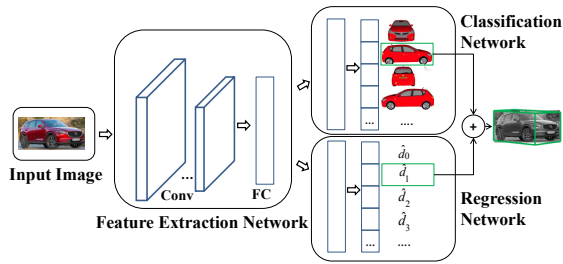 Classification
Network
Input Image
...
Conv
FC
Feature Extraction Network
...
....
+
d̂0
d̂1
d̂2
d̂3
...
....
Regression
Network